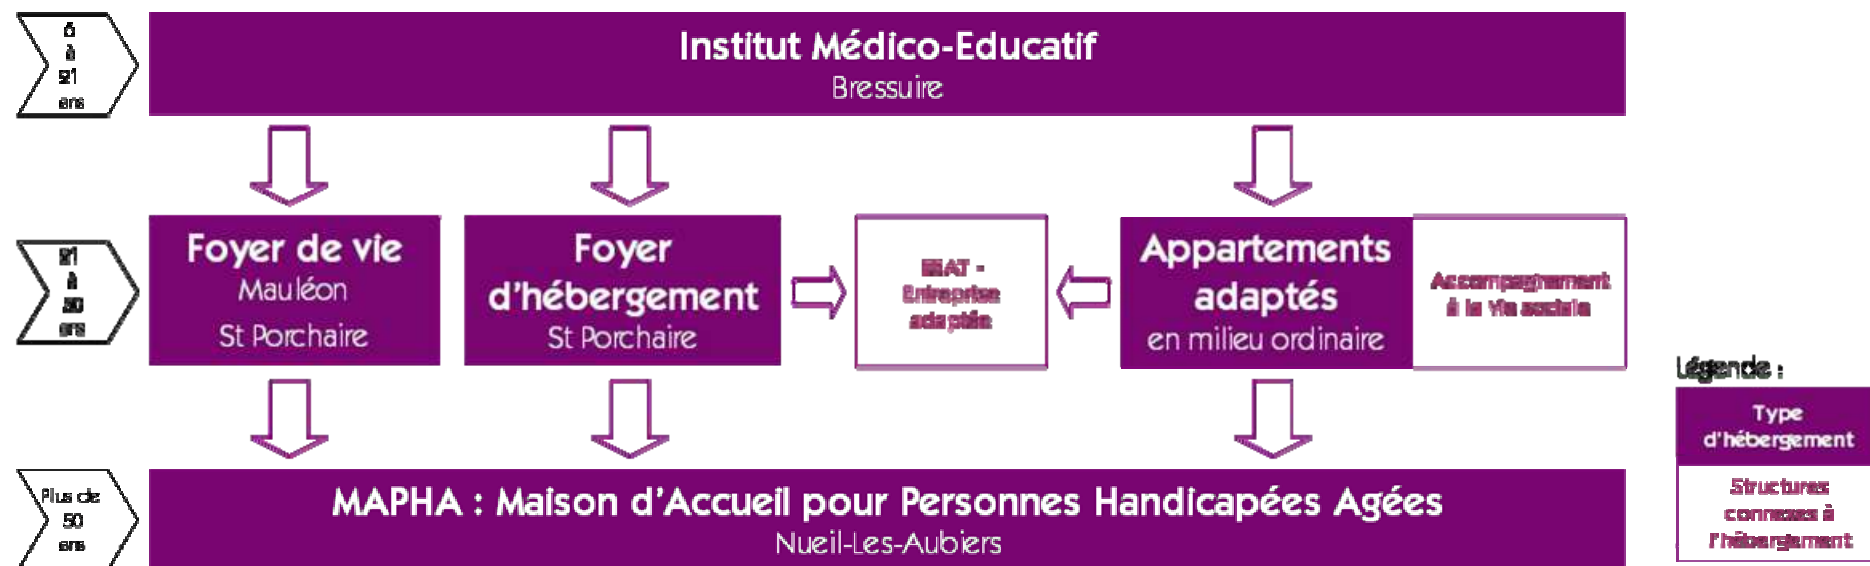 6
à
21
ans
Institut Médico-Educatif
Bressuire
21
à
50
ans
Foyer de vie
Mauléon
St Porchaire
Foyer
d'hébergement
St Porchaire
ESAT -
Entreprise
adaptée
Appartements
adaptés
en milieu ordinaire
Accompagnement
à la vie sociale
Plus de
50
ans
MAPHA : Maison d'Accueil pour Personnes Handicapées Agées
Nueil-Les-Aubiers
Légende :
Type
d'hébergement
Structures
connexes à
l'hébergement